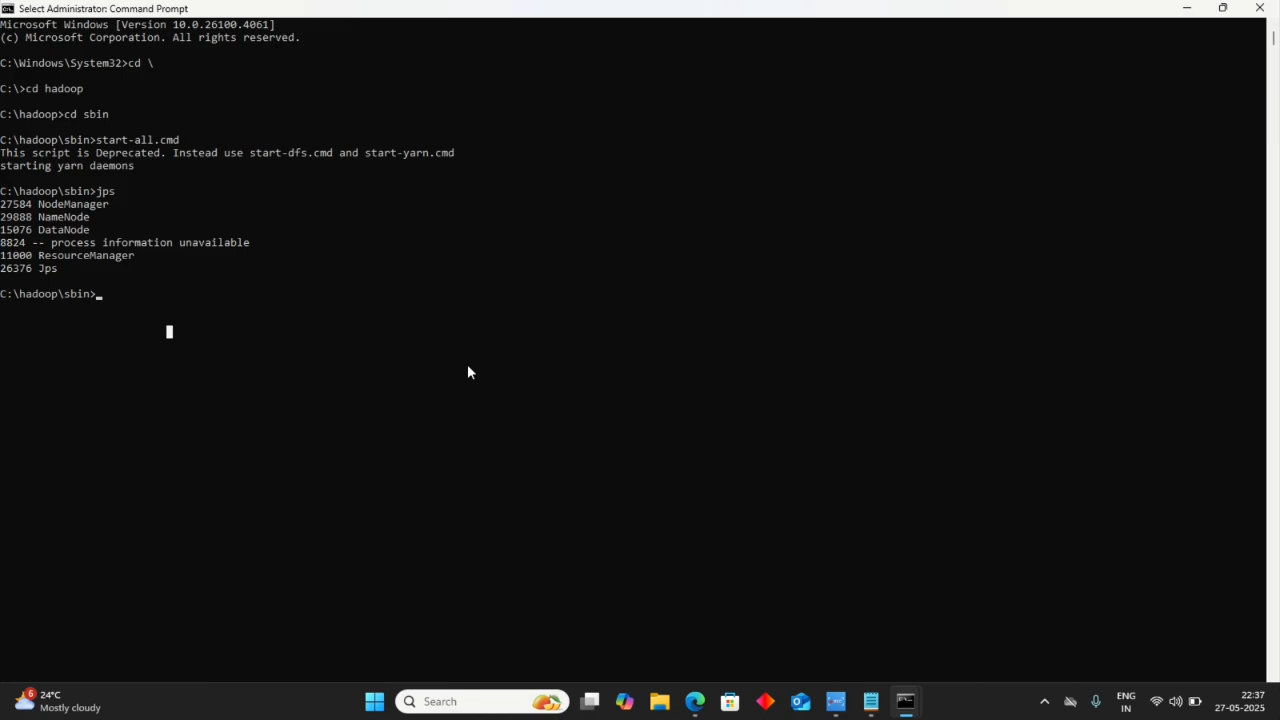 Select Administrator: Command Prompt
Microsoft Windows [Version 10.0.26100.4061]
(c) Microsoft Corporation. All rights reserved.
C:\Windows\System32>cd \
C:\>cd hadoop
C:\hadoop>cd sbin
C:\hadoop\sbin>start-all.cmd
This script is Deprecated. Instead use start-dfs.cmd and start-yarn.cmd
starting yarn daemons
C:\hadoop\sbin>jps
27584 NodeManager
29888 NameNode
15076 DataNode
8824 -- process information unavailable
11000 ResourceManager
26376 Jps
C:\hadoop\sbin>
6
24°C
Mostly cloudy
Search
ENG
IN
22:37
27-05-2025